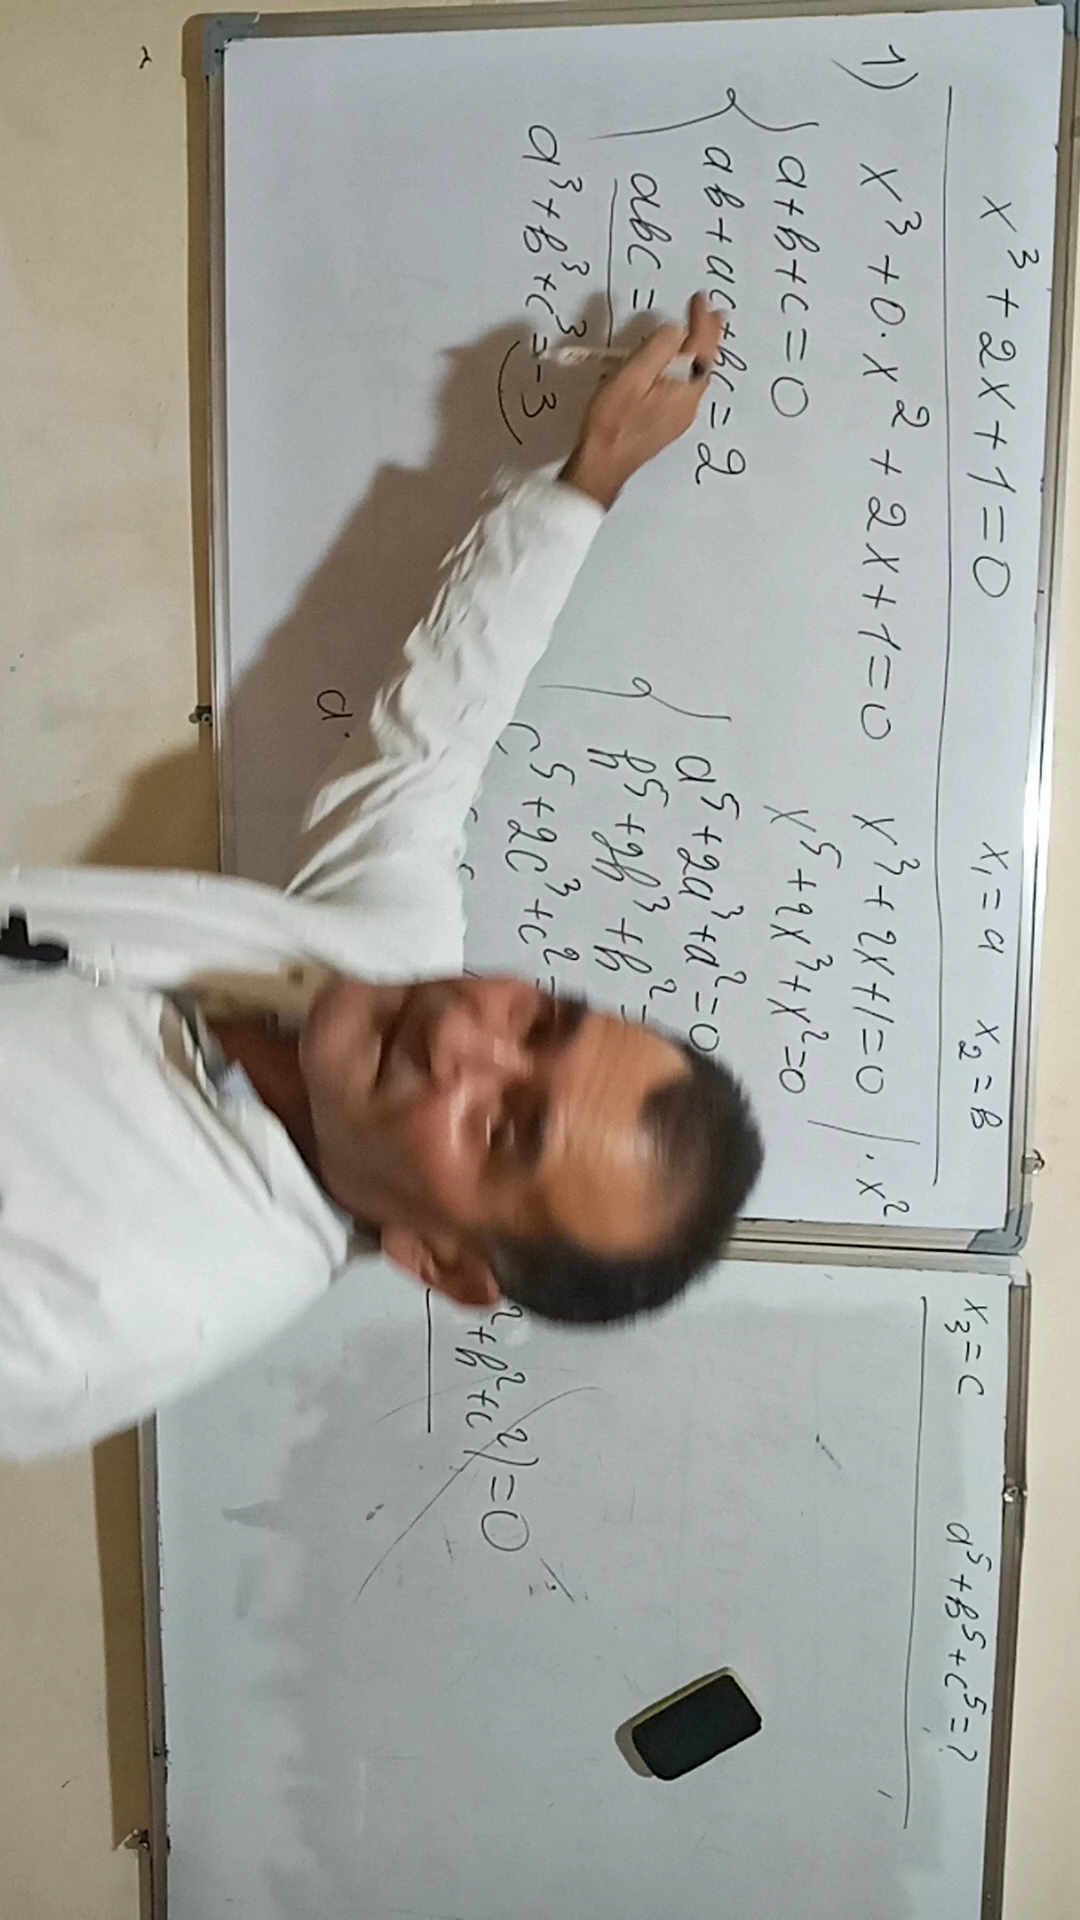 x³+2x+1=0 x₁=a x₂=b x₃=c a⁵+b⁵+c⁵=?
1) x³+0·x²+2x+1=0 x³+2x+1=0 |·x²
{ a+b+c=0
x⁵+2x³+x²=0
ab+ac+bc=2
{ a⁵+2a³+a²=0
abc=
b⁵+2b³+b²=
a³+b³+c³=-3
c⁵+2c³+c²=
²+b²+c²)=0
a